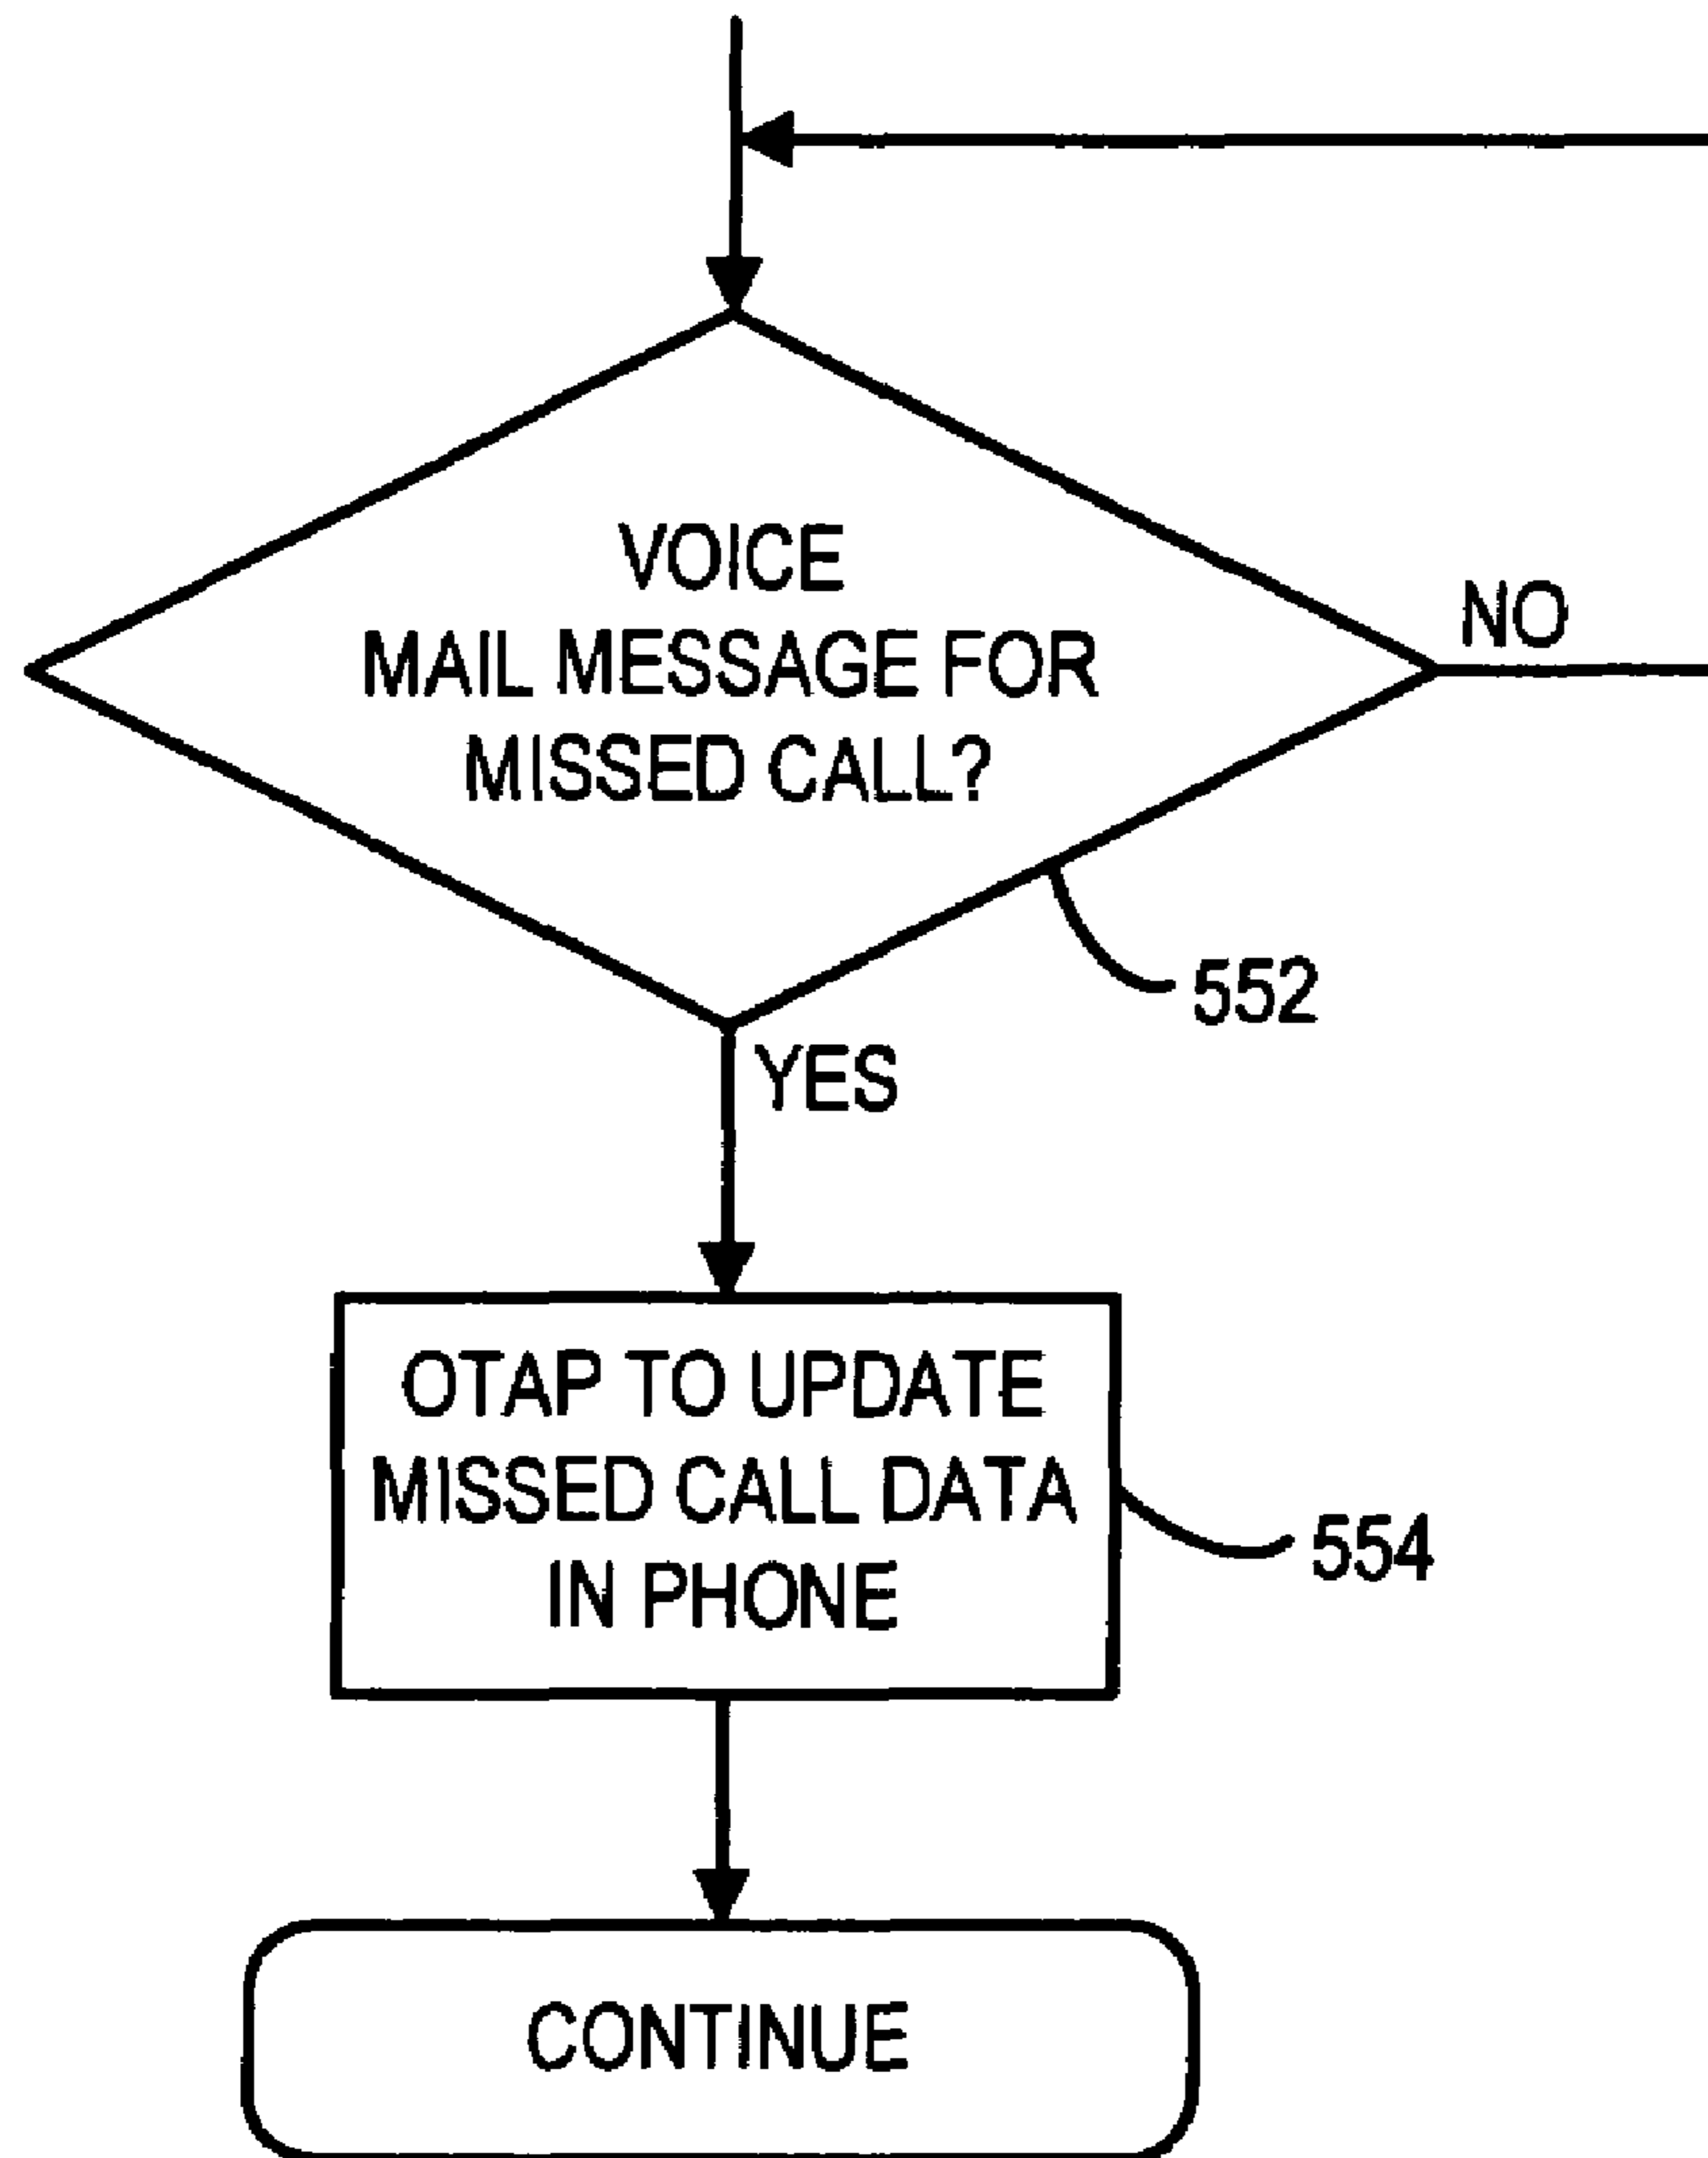 VOICE
MAIL MESSAGE FOR
MISSED CALL?
NO
552
YES
OTAP TO UPDATE
MISSED CALL DATA
IN PHONE
554
CONTINUE